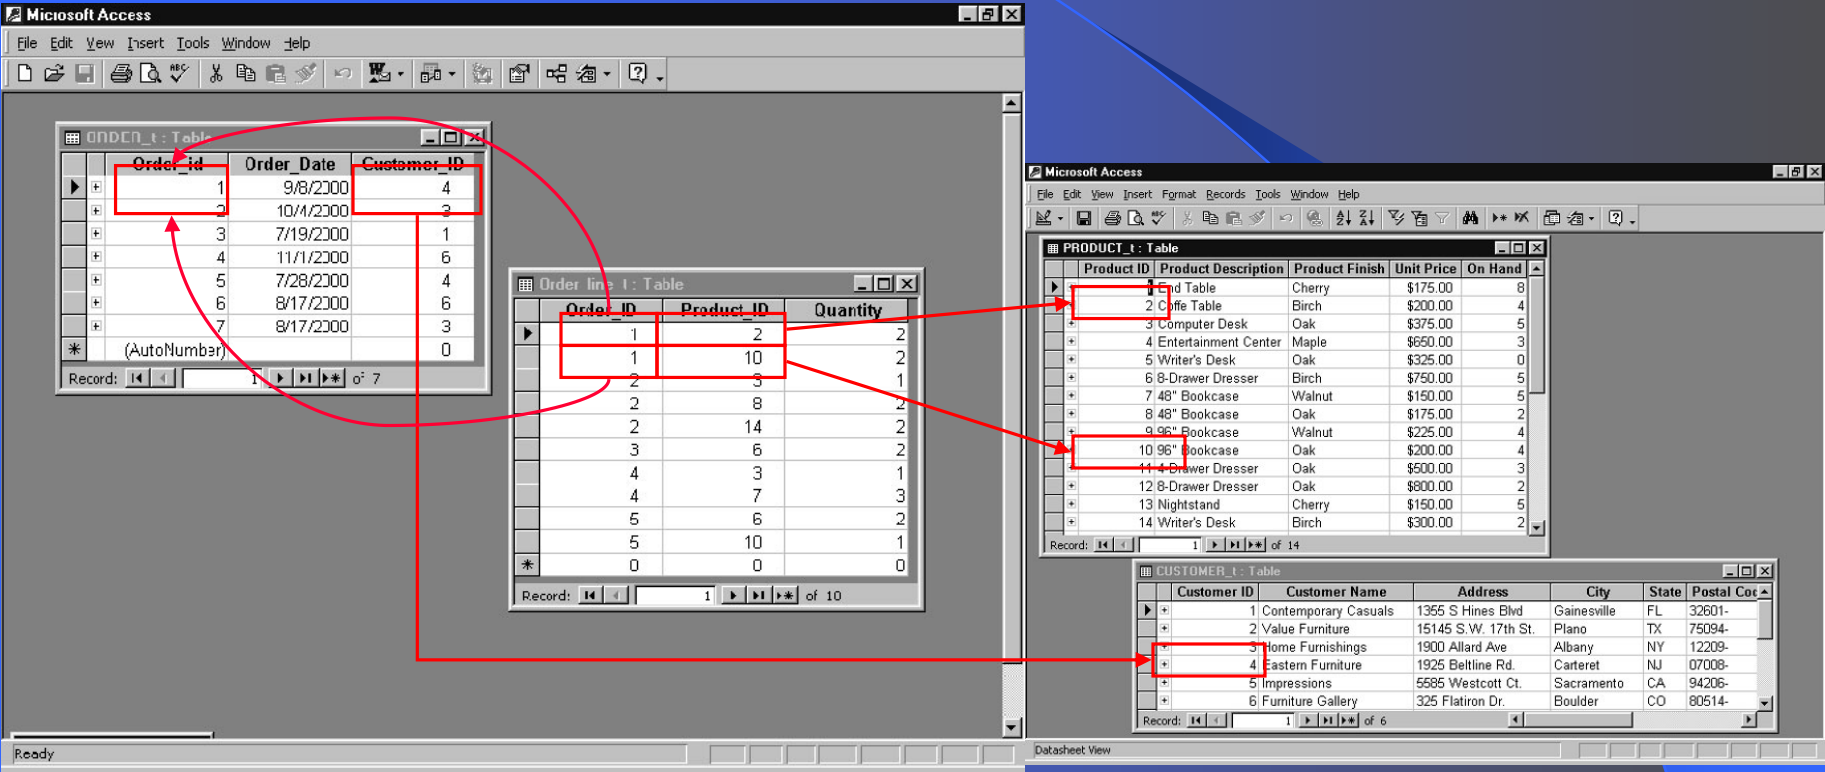 Microsoft Access
File Edit View Insert Tools Window Help
ORDER_t : Table
Order_id Order_Date Customer_ID
1 9/8/2000 4
2 10/4/2000 3
3 7/19/2000 1
4 11/1/2000 6
5 7/28/2000 4
6 8/17/2000 6
7 8/17/2000 3
(AutoNumber) 0
Record: 1 of 7
Order_line_t : Table
Order_ID Product_ID Quantity
1 2 2
1 10 2
2 3 1
2 8 2
2 14 2
3 6 2
4 3 1
4 7 3
5 6 2
5 10 1
0 0 0
Record: 1 of 10
Ready
Microsoft Access
File Edit View Insert Format Records Tools Window Help
PRODUCT_t : Table
Product ID Product Description Product Finish Unit Price On Hand
1 End Table Cherry $175.00 8
2 Coffe Table Birch $200.00 4
3 Computer Desk Oak $375.00 5
4 Entertainment Center Maple $650.00 3
5 Writer's Desk Oak $325.00 0
6 8-Drawer Dresser Birch $750.00 5
7 48" Bookcase Walnut $150.00 5
8 48" Bookcase Oak $175.00 2
9 96" Bookcase Walnut $225.00 4
10 96" Bookcase Oak $200.00 4
11 4-Drawer Dresser Oak $500.00 3
12 8-Drawer Dresser Oak $800.00 2
13 Nightstand Cherry $150.00 5
14 Writer's Desk Birch $300.00 2
Record: 1 of 14
CUSTOMER_t : Table
Customer ID Customer Name Address City State Postal Coc
1 Contemporary Casuals 1355 S Hines Blvd Gainesville FL 32601-
2 Value Furniture 15145 S.W. 17th St. Plano TX 75094-
3 Home Furnishings 1900 Allard Ave Albany NY 12209-
4 Eastern Furniture 1925 Beltline Rd. Carteret NJ 07008-
5 Impressions 5585 Westcott Ct. Sacramento CA 94206-
6 Furniture Gallery 325 Flatiron Dr. Boulder CO 80514-
Record: 1 of 6
Datasheet View